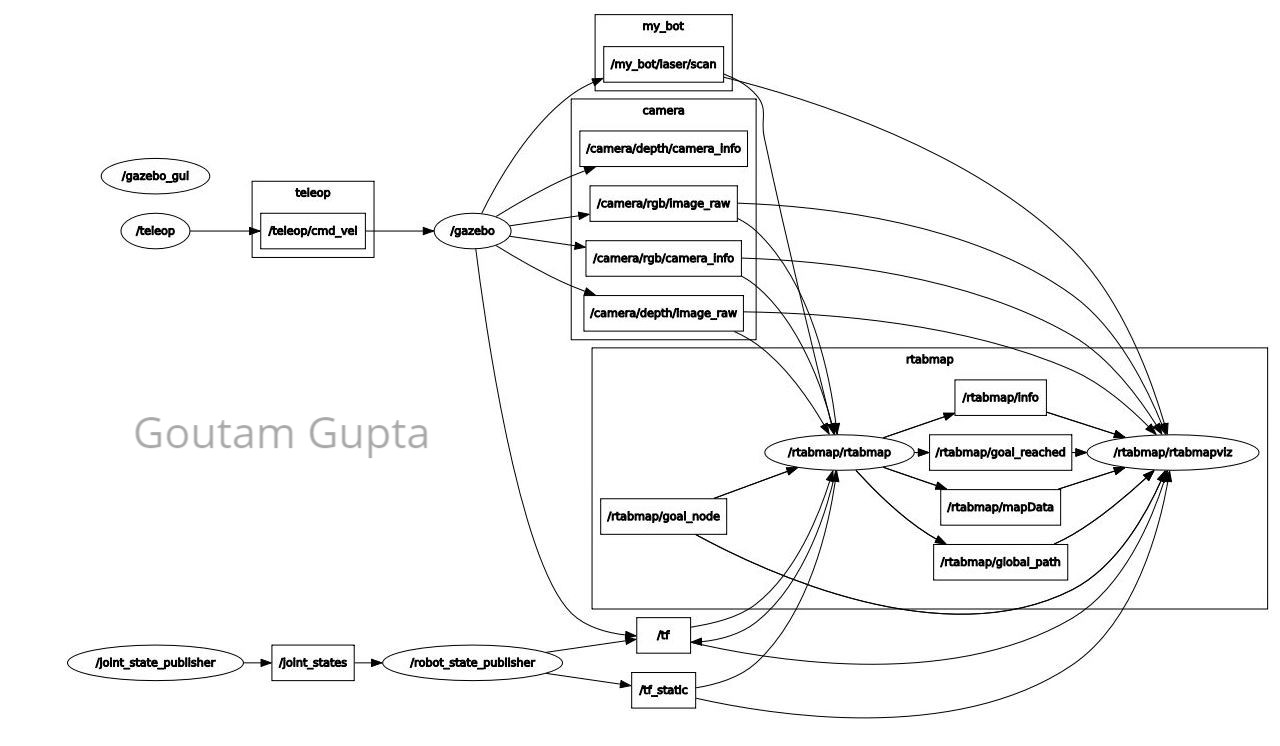 my_bot
/my_bot/laser/scan
camera
/camera/depth/camera_info
/gazebo_gui
/camera/rgb/image_raw
teleop
/teleop
/teleop/cmd_vel
/gazebo
/camera/rgb/camera_info
/camera/depth/image_raw
rtabmap
/rtabmap/info
Goutam Gupta
/rtabmap/rtabmap
/rtabmap/goal_reached
/rtabmap/rtabmapviz
/rtabmap/mapData
/rtabmap/goal_node
/rtabmap/global_path
/tf
/joint_state_publisher
/joint_states
/robot_state_publisher
/tf_static